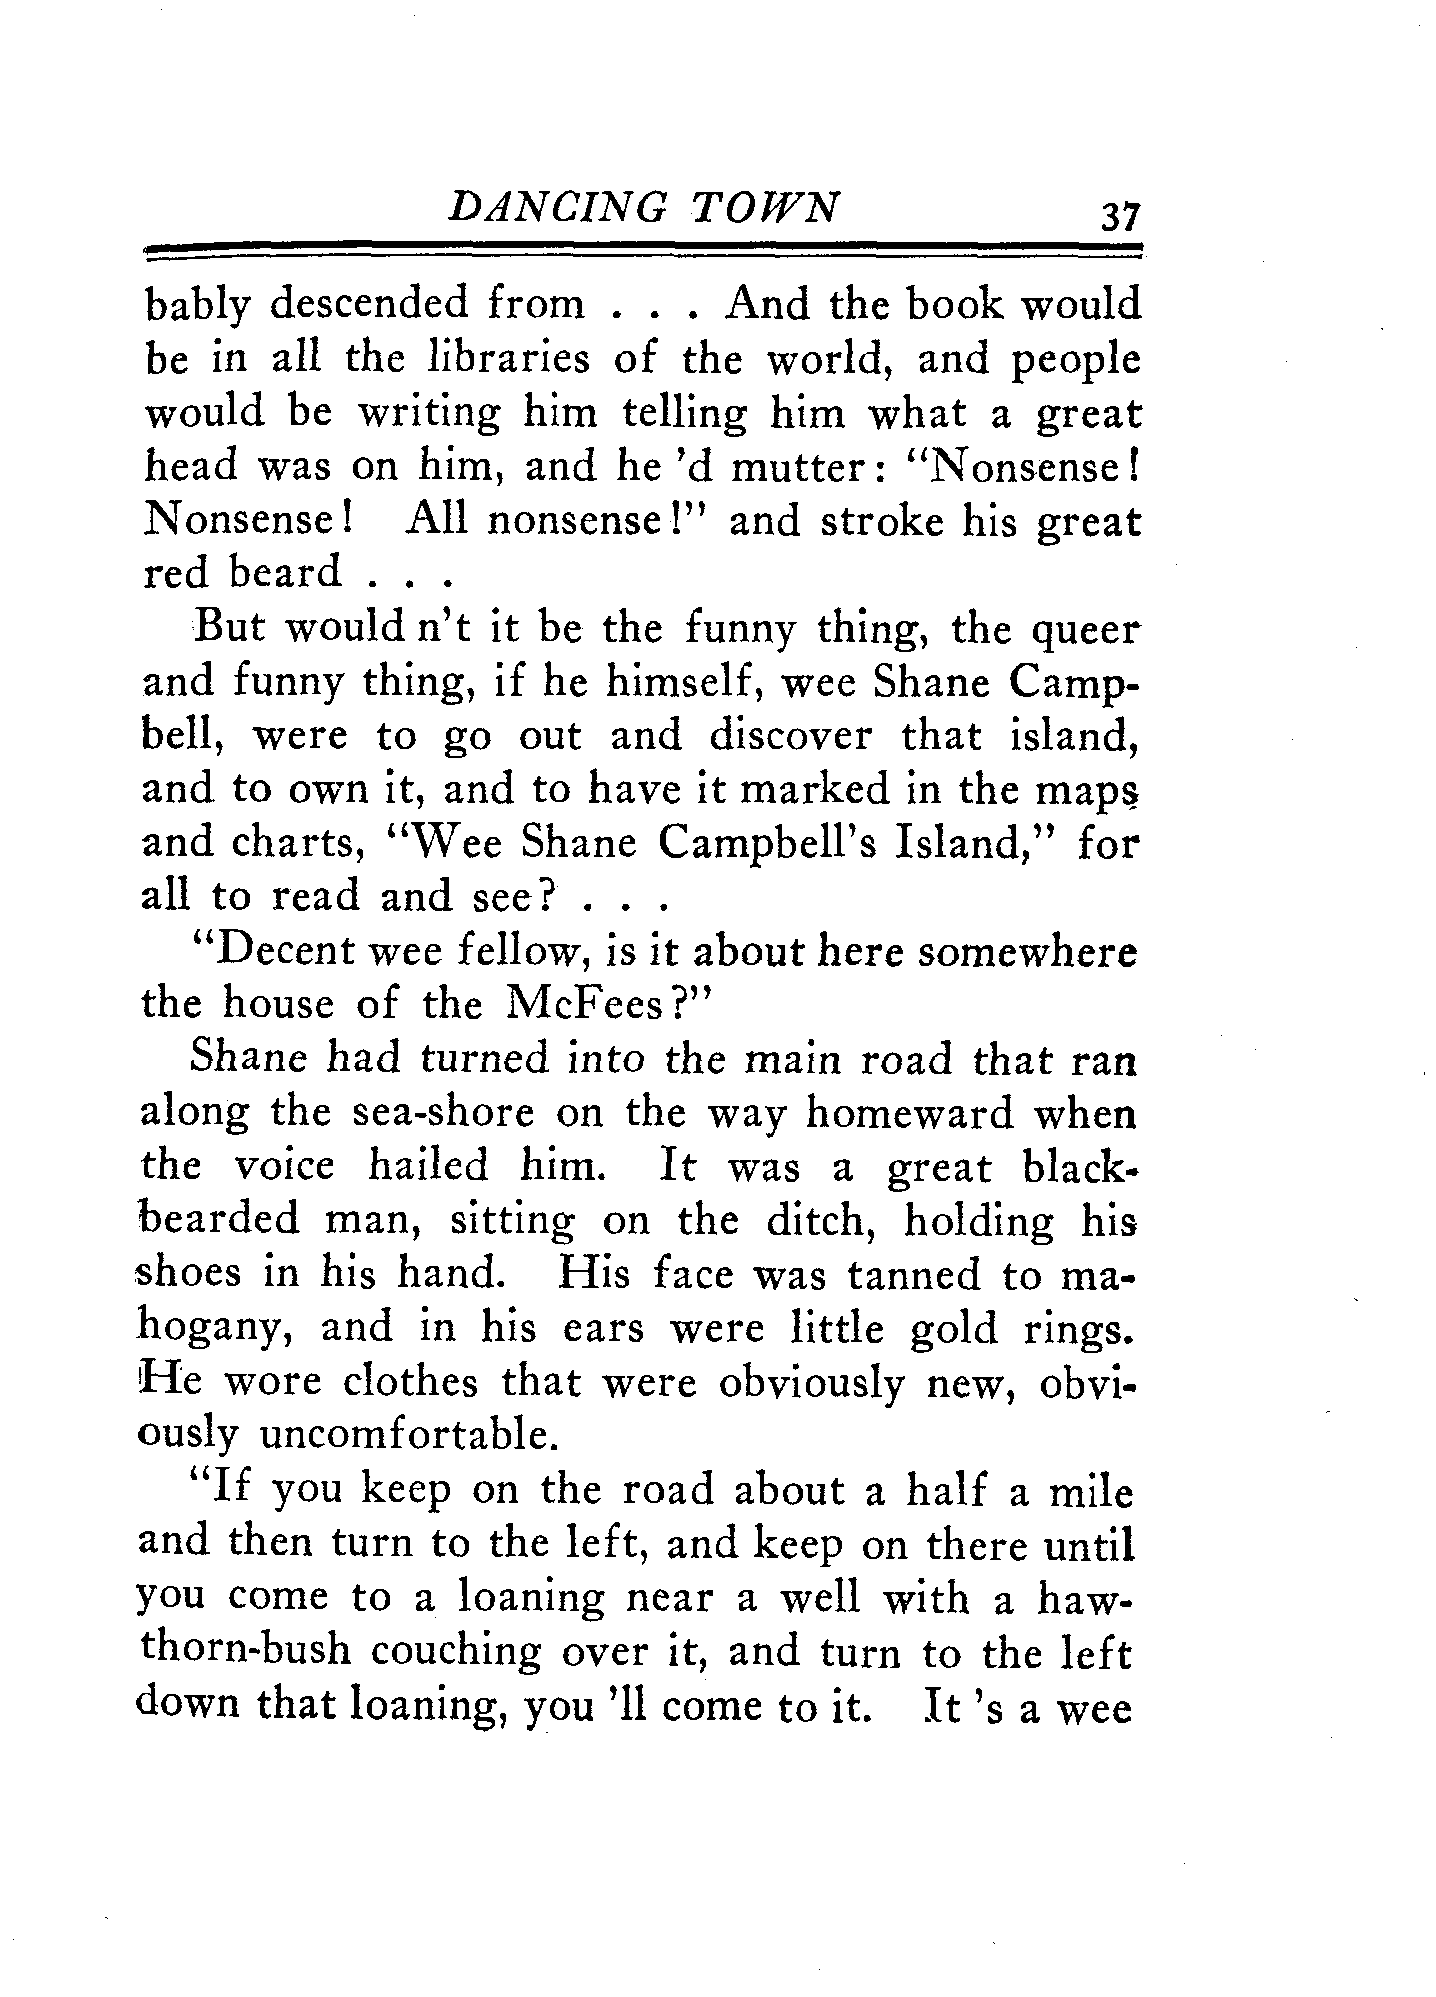 DANCING TOWN 37
bably descended from . . . And the book would
be in all the libraries of the world, and people
would be writing him telling him what a great
head was on him, and he 'd mutter: "Nonsense!
Nonsense! All nonsense!" and stroke his great
red beard . . .
But would n't it be the funny thing, the queer
and funny thing, if he himself, wee Shane Camp-
bell, were to go out and discover that island,
and to own it, and to have it marked in the maps
and charts, "Wee Shane Campbell's Island," for
all to read and see? . . .
"Decent wee fellow, is it about here somewhere
the house of the McFees?"
Shane had turned into the main road that ran
along the sea-shore on the way homeward when
the voice hailed him. It was a great black-
bearded man, sitting on the ditch, holding his
shoes in his hand. His face was tanned to ma-
hogany, and in his ears were little gold rings.
He wore clothes that were obviously new, obvi-
ously uncomfortable.
"If you keep on the road about a half a mile
and then turn to the left, and keep on there until
you come to a loaning near a well with a haw-
thorn-bush couching over it, and turn to the left
down that loaning, you 'll come to it. It 's a wee